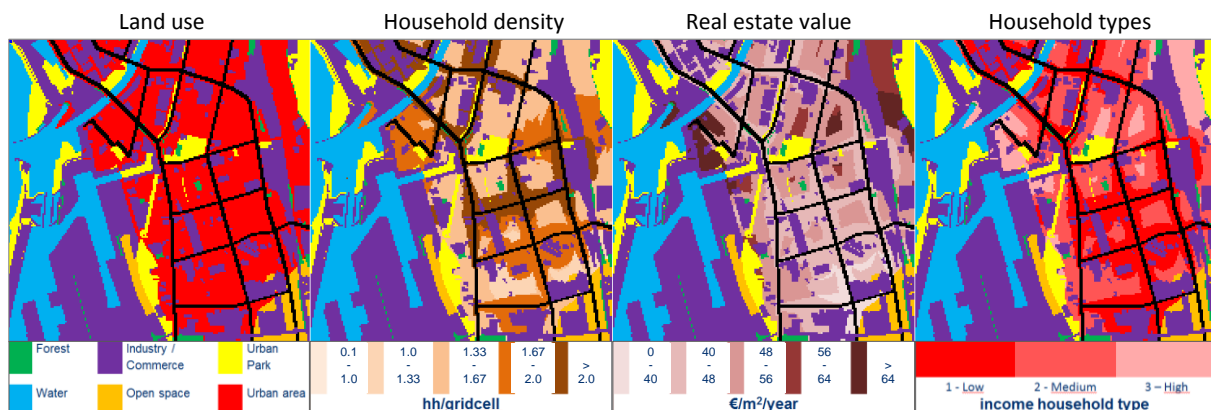 Land use
Household density
Real estate value
Household types
Forest
Industry /
Commerce
Urban
Park
Water
Open space
Urban area
0.1 - 1.0
1.0 - 1.33
1.33 - 1.67
1.67 - 2.0
> 2.0
hh/gridcell
0 - 40
40 - 48
48 - 56
56 - 64
> 64
€/m²/year
1 - Low
2 - Medium
3 – High
income household type